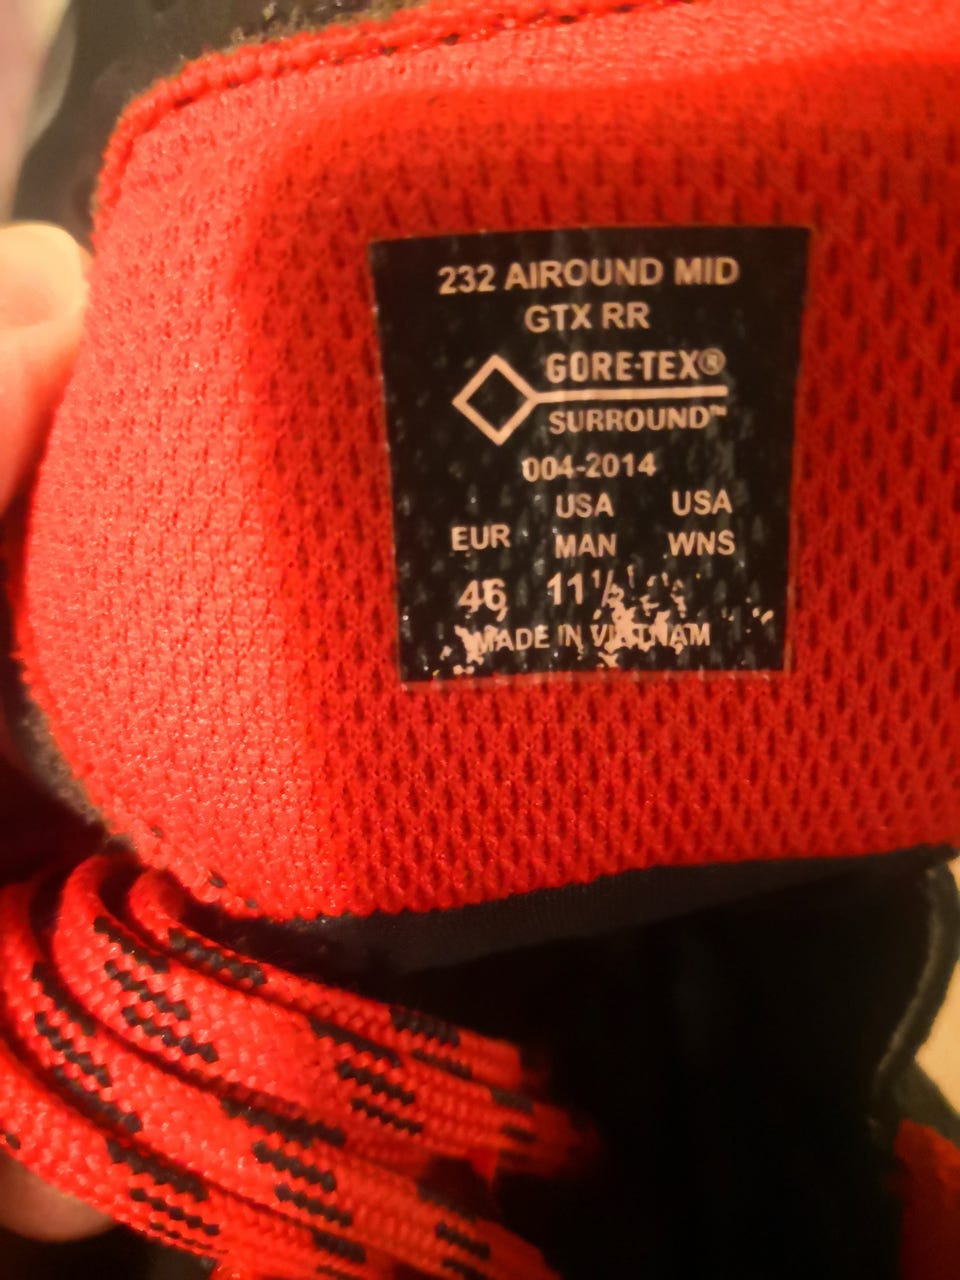 232 AIROUND MID
GTX RR
GORE-TEX®
SURROUND™
004-2014
USA USA
EUR MAN WNS
46 11½
MADE IN VIETNAM